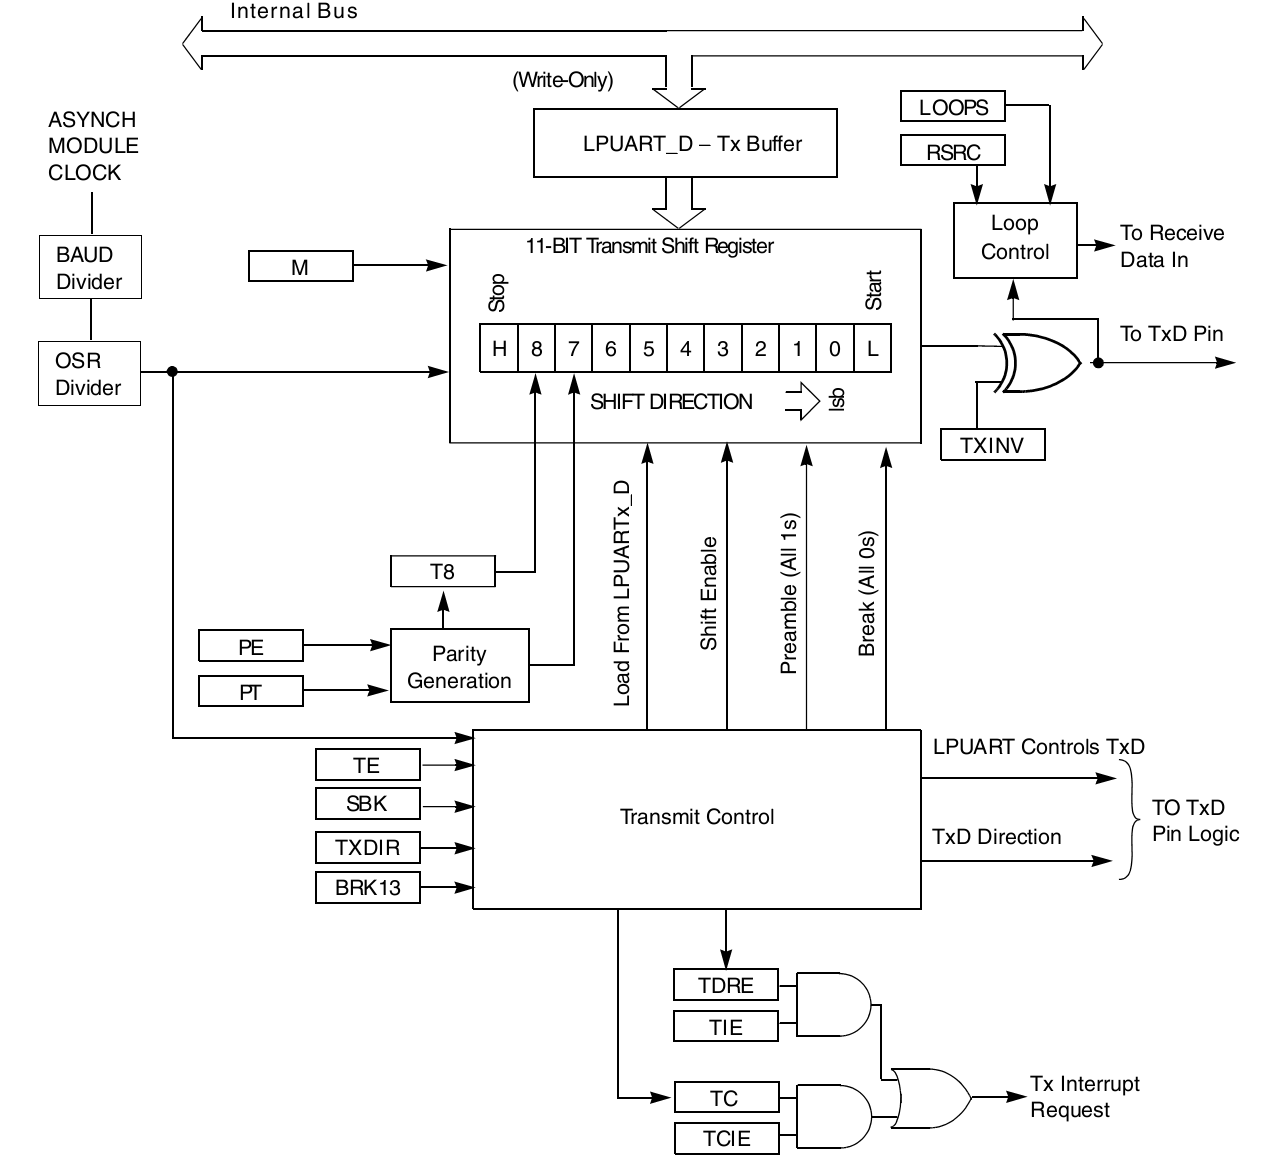 Internal Bus
(Write-Only)
LPUART_D – Tx Buffer
LOOPS
RSRC
Loop
Control
To Receive
Data In
ASYNCH
MODULE
CLOCK
BAUD
Divider
OSR
Divider
M
11-BIT Transmit Shift Register
Stop
Start
H 8 7 6 5 4 3 2 1 0 L
SHIFT DIRECTION
lsb
To TxD Pin
TXINV
Load From LPUARTx_D
Shift Enable
Preamble (All 1s)
Break (All 0s)
T8
PE
PT
Parity
Generation
TE
SBK
TXDIR
BRK13
Transmit Control
LPUART Controls TxD
TxD Direction
TO TxD
Pin Logic
TDRE
TIE
TC
TCIE
Tx Interrupt
Request